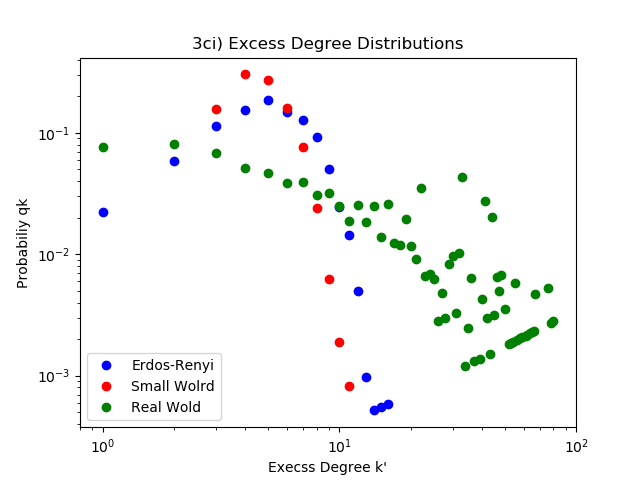 3ci) Excess Degree Distributions
Probabiliy qk
10⁻¹
10⁻²
10⁻³
Erdos-Renyi
Small Wolrd
Real Wold
10⁰
10¹
10²
Execss Degree k'